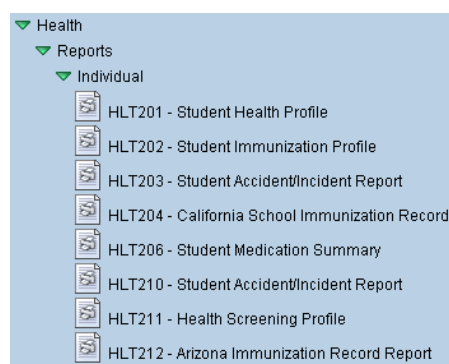 Health
Reports
Individual
HLT201 - Student Health Profile
HLT202 - Student Immunization Profile
HLT203 - Student Accident/Incident Report
HLT204 - California School Immunization Record
HLT206 - Student Medication Summary
HLT210 - Student Accident/Incident Report
HLT211 - Health Screening Profile
HLT212 - Arizona Immunization Record Report